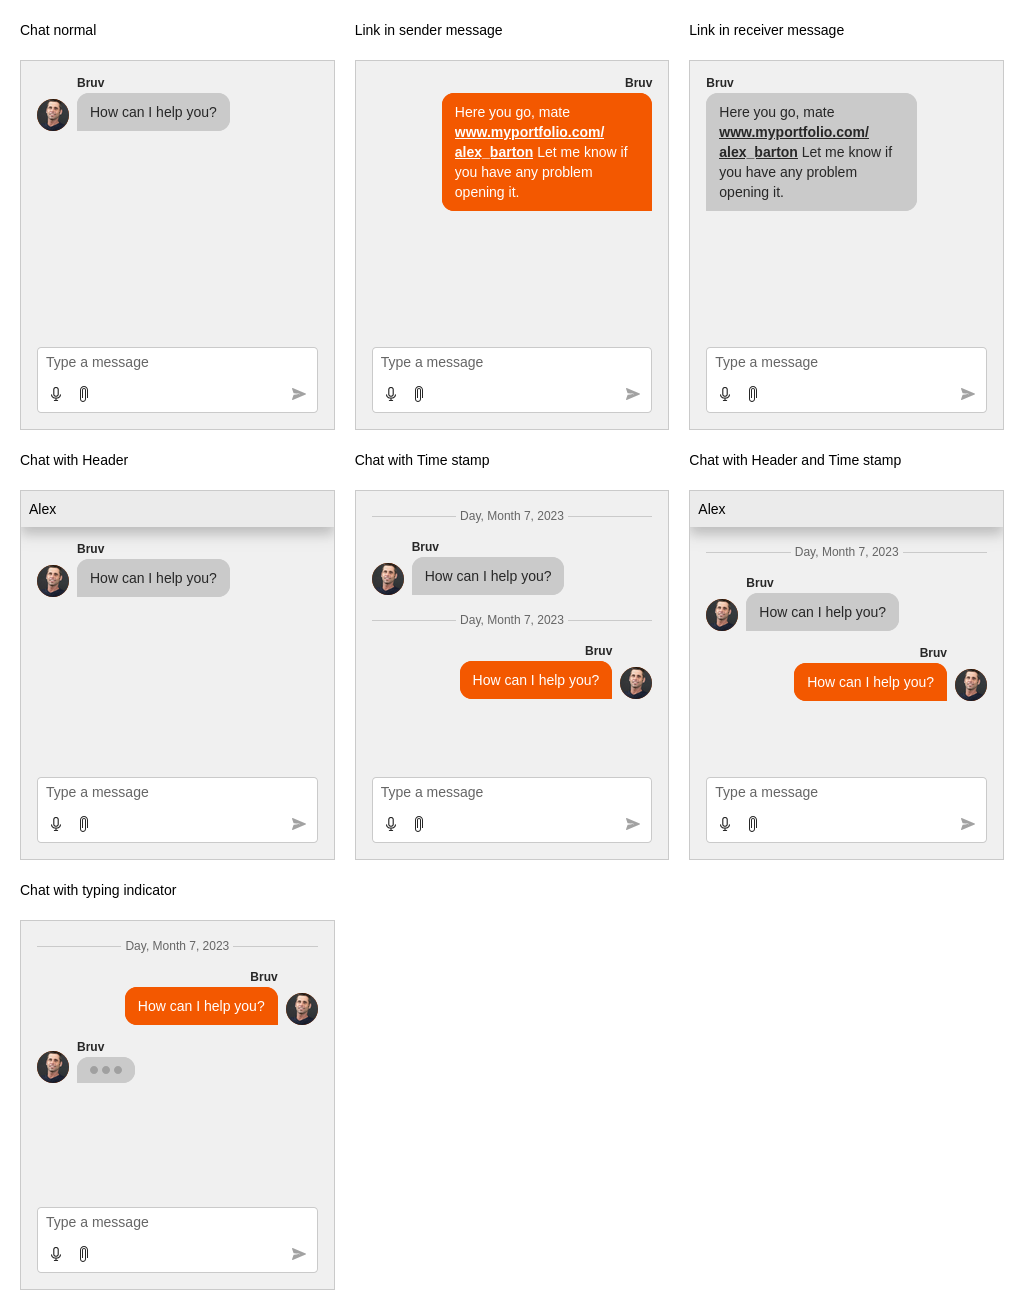 Chat normal
Bruv
How can I help you?
Type a message
Link in sender message
Bruv
Here you go, mate
www.myportfolio.com/
alex_barton Let me know if
you have any problem
opening it.
Type a message
Link in receiver message
Bruv
Here you go, mate
www.myportfolio.com/
alex_barton Let me know if
you have any problem
opening it.
Type a message
Chat with Header
Alex
Bruv
How can I help you?
Type a message
Chat with Time stamp
Day, Month 7, 2023
Bruv
How can I help you?
Day, Month 7, 2023
Bruv
How can I help you?
Type a message
Chat with Header and Time stamp
Alex
Day, Month 7, 2023
Bruv
How can I help you?
Bruv
How can I help you?
Type a message
Chat with typing indicator
Day, Month 7, 2023
Bruv
How can I help you?
Bruv
Type a message